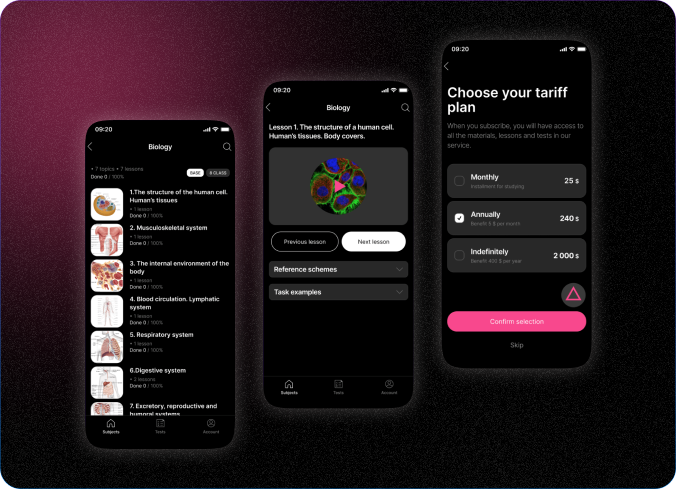 09:20
Biology
• 7 topics • 7 lessons
Done 0 / 100%
BASE
9 CLASS
1.The structure of the human cell.
Human's tissues
• 1 lesson
Done 0 / 100%
2. Musculoskeletal system
• 1 lesson
Done 0 / 100%
3. The internal environment of the
body
• 1 lesson
Done 0 / 100%
4. Blood circulation. Lymphatic
system
• 1 lesson
Done 0 / 100%
5. Respiratory system
• 1 lesson
Done 0 / 100%
6.Digestive system
• 2 lessons
Done 0 / 100%
7. Excretory, reproductive and
humoral systems
Subjects
Tests
Account
09:20
Biology
Lesson 1. The structure of a human cell.
Human's tissues. Body covers.
Previous lesson
Next lesson
Reference schemes
Task examples
Subjects
Tests
Account
09:20
Choose your tariff
plan
When you subscribe, you will have access to
all the materials, lessons and tests in our
service.
Monthly
Installment for studying
25 $
Annually
Benefit 5 $ per month
240 $
Indefinitely
Benefit 400 $ per year
2 000 $
Confirm selection
Skip